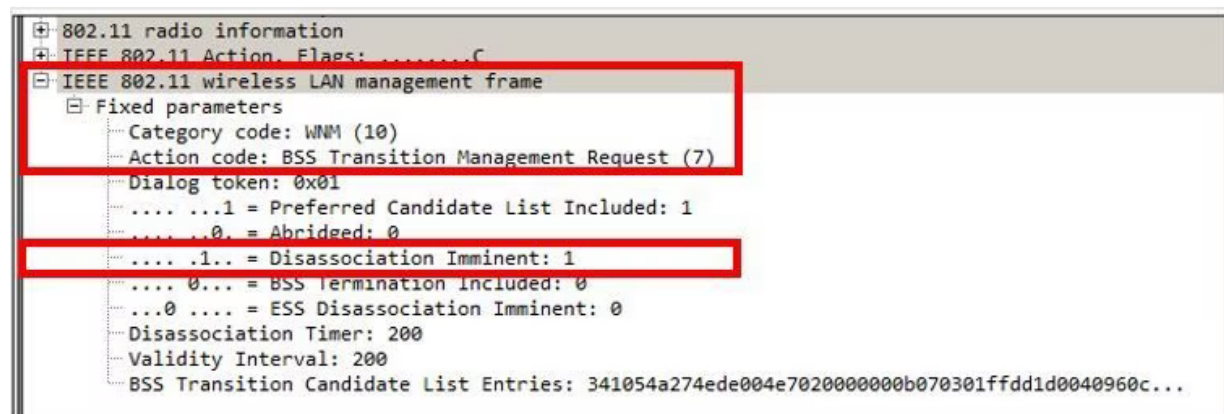 802.11 radio information
IEEE 802.11 Action, Flags: ........C
IEEE 802.11 wireless LAN management frame
Fixed parameters
Category code: WNM (10)
Action code: BSS Transition Management Request (7)
Dialog token: 0x01
.... ...1 = Preferred Candidate List Included: 1
.... ..0. = Abridged: 0
.... .1.. = Disassociation Imminent: 1
.... 0... = BSS Termination Included: 0
...0 .... = ESS Disassociation Imminent: 0
Disassociation Timer: 200
Validity Interval: 200
BSS Transition Candidate List Entries: 341054a274ede004e7020000000b070301ffdd1d0040960c...